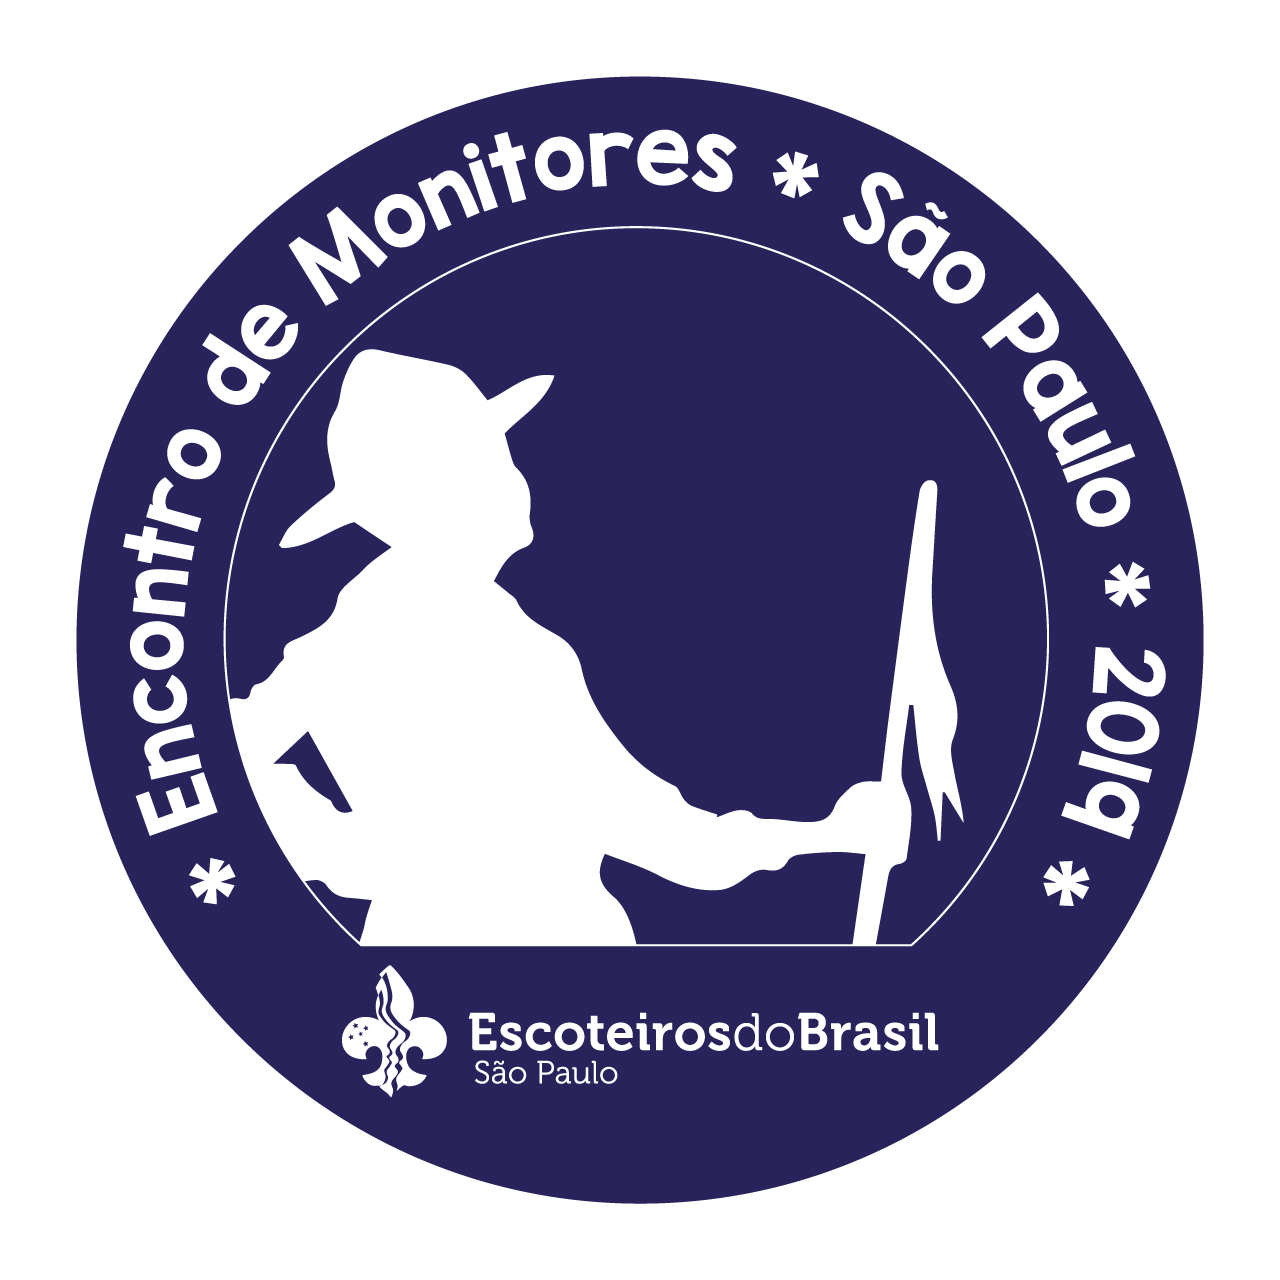 * Encontro de Monitores * São Paulo * 2019 *
EscoteirosdoBrasil
São Paulo